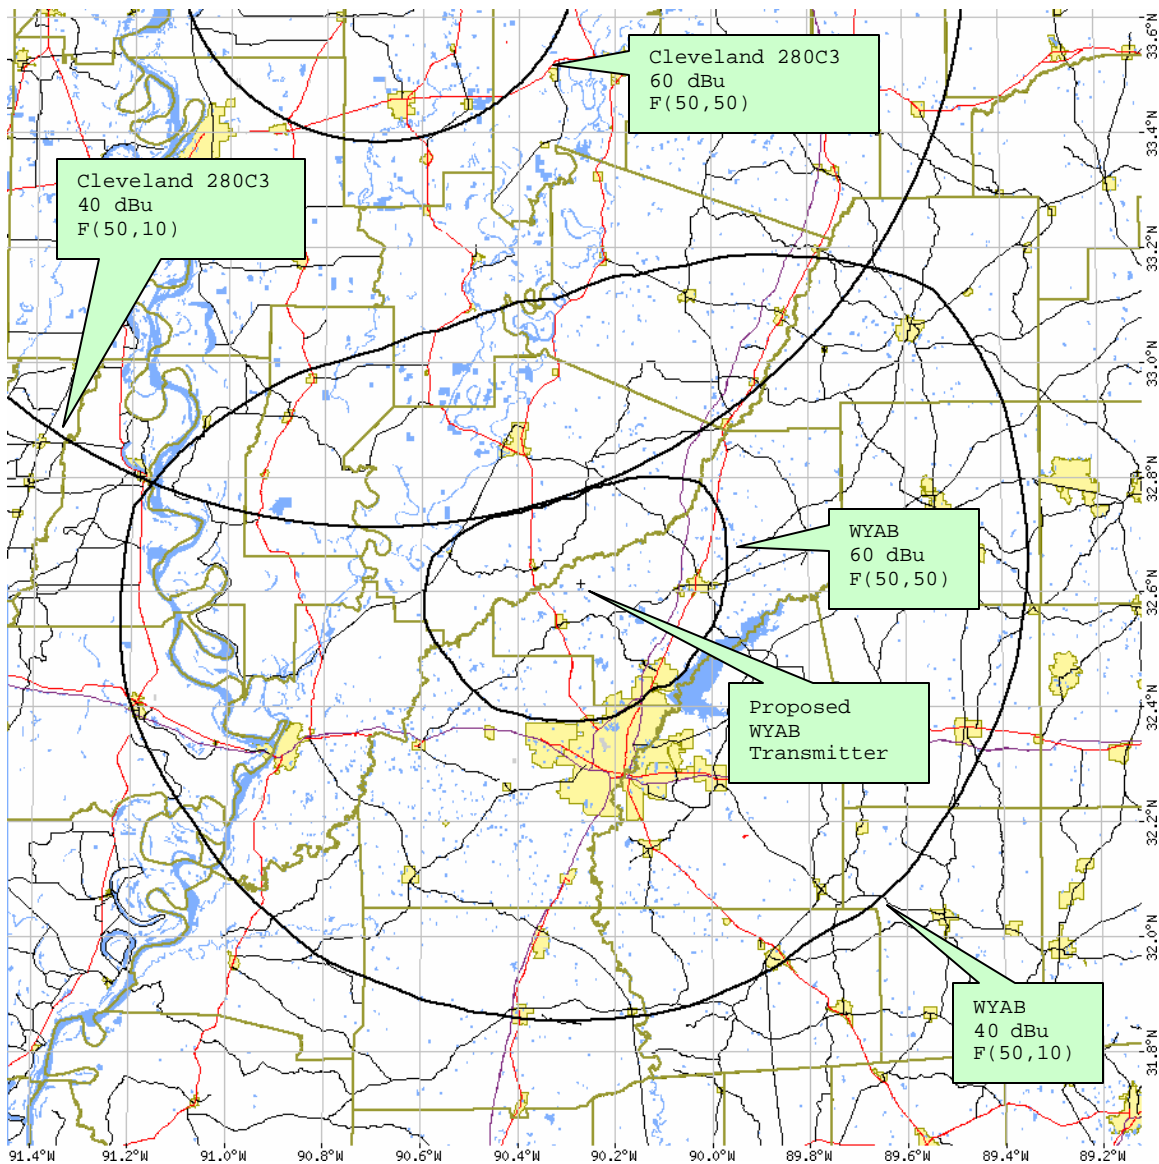 Cleveland 280C3
60 dBu
F(50,50)
Cleveland 280C3
40 dBu
F(50,10)
WYAB
60 dBu
F(50,50)
Proposed
WYAB
Transmitter
WYAB
40 dBu
F(50,10)
33.6°N
33.4°N
33.2°N
33.0°N
32.8°N
32.6°N
32.4°N
32.2°N
32.0°N
31.8°N
91.4°W
91.2°W
91.0°W
90.8°W
90.6°W
90.4°W
90.2°W
90.0°W
89.8°W
89.6°W
89.4°W
89.2°W